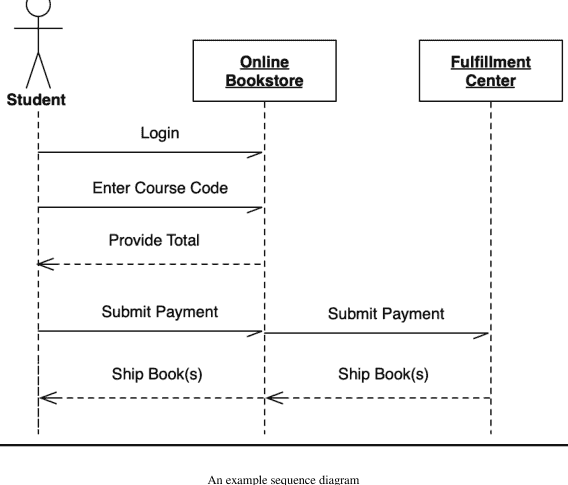 Online
Bookstore
Fulfillment
Center
Student
Login
Enter Course Code
Provide Total
Submit Payment
Submit Payment
Ship Book(s)
Ship Book(s)
An example sequence diagram